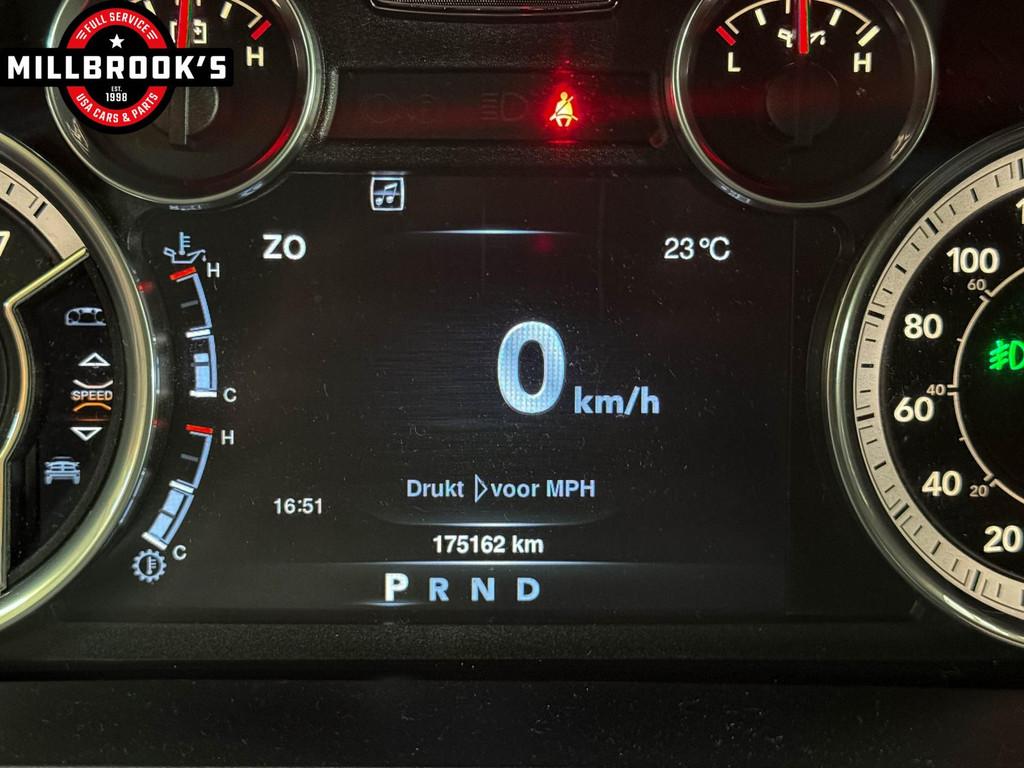 FULL SERVICE
MILLBROOK'S
EST.
1998
USA CARS & PARTS
H
L H
ZO 23°C
H
C
H
C
7
SPEED
0 km/h
Drukt ▷ voor MPH
16:51
175162 km
P R N D
100
60
80
40
60
40
20
20